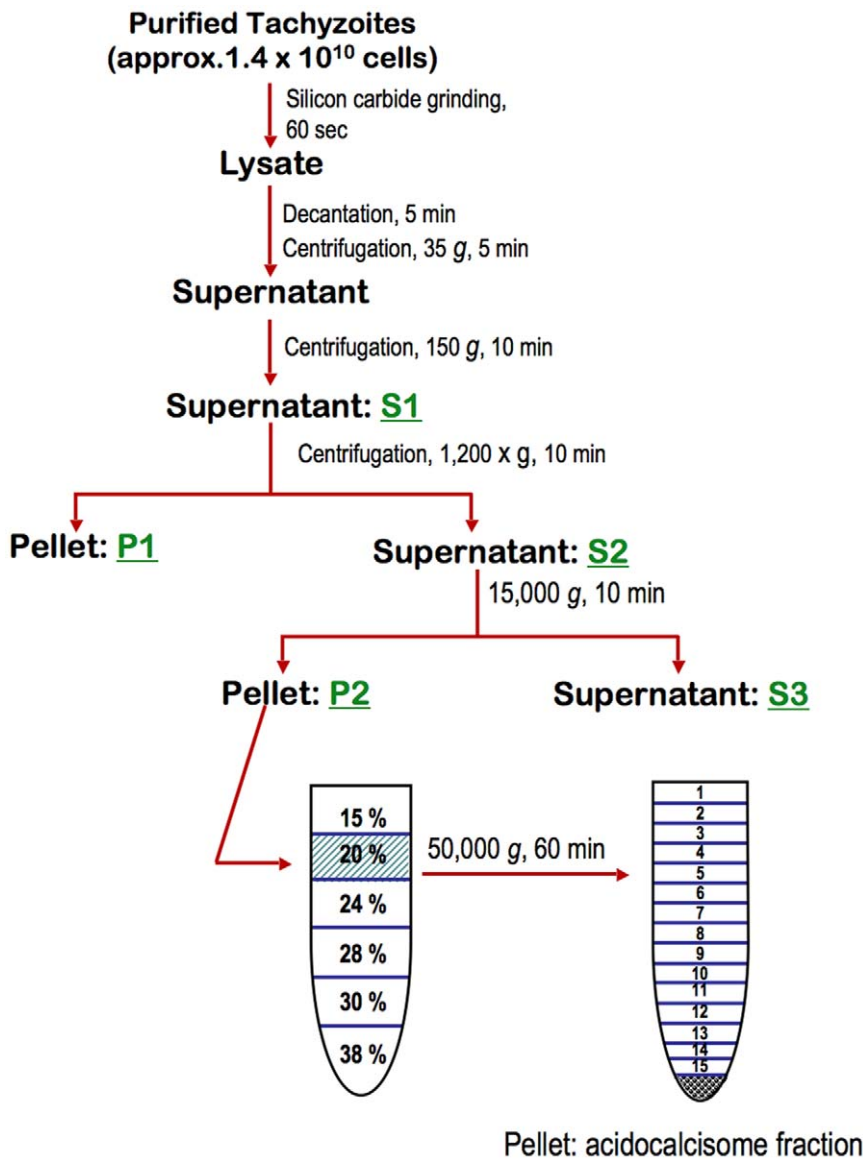 Purified Tachyzoites
(approx.1.4 x 10¹⁰ cells)
Silicon carbide grinding,
60 sec
Lysate
Decantation, 5 min
Centrifugation, 35 g, 5 min
Supernatant
Centrifugation, 150 g, 10 min
Supernatant: S1
Centrifugation, 1,200 x g, 10 min
Pellet: P1
Supernatant: S2
15,000 g, 10 min
Pellet: P2
Supernatant: S3
15 %
20 %
24 %
28 %
30 %
38 %
50,000 g, 60 min
1
2
3
4
5
6
7
8
9
10
11
12
13
14
15
Pellet: acidocalcisome fraction